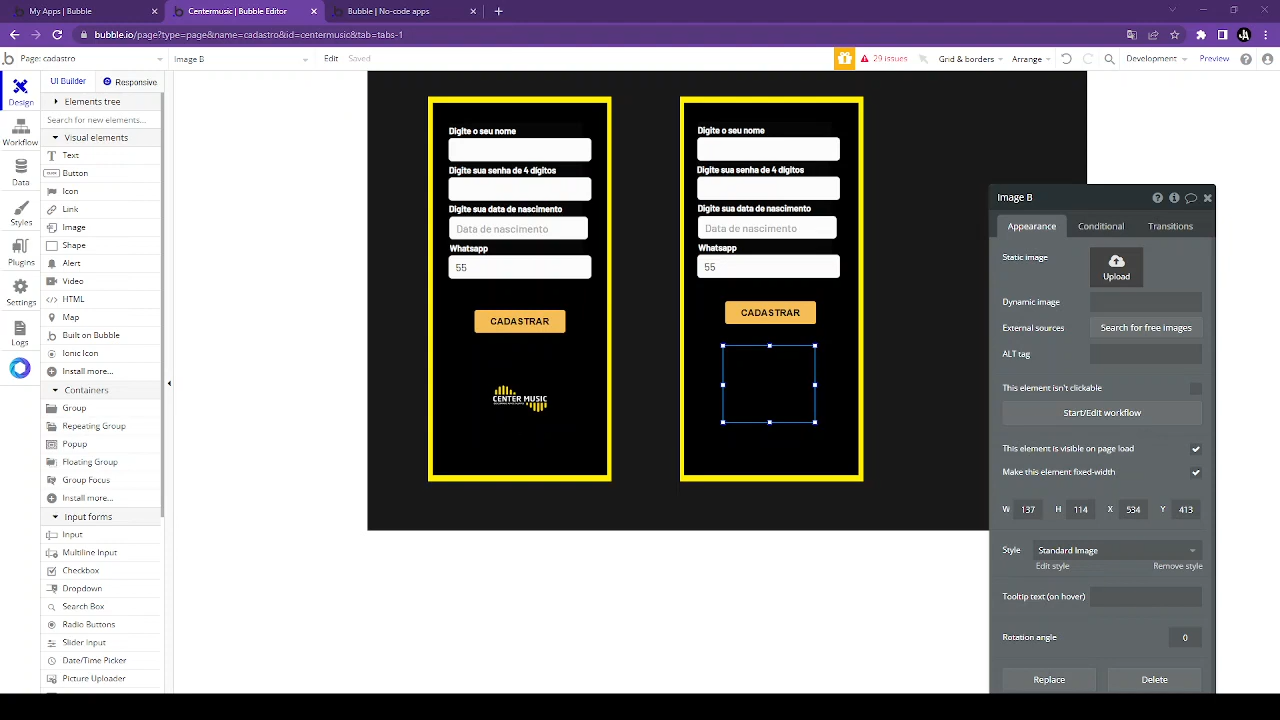 My Apps | Bubble
Centermusic | Bubble Editor
Bubble | No-code apps
bubble.io/page?type=page&name=cadastro&id=centermusic&tab=tabs-1
Page: cadastro
Image B
Edit
Saved
29 issues
Grid & borders
Arrange
Development
Preview
Design
Workflow
Data
Styles
Plugins
Settings
Logs
UI Builder
Responsive
Elements tree
Search for new elements...
Visual elements
Text
Button
Icon
Link
Image
Shape
Alert
Video
HTML
Map
Built on Bubble
Ionic Icon
Install more...
Containers
Group
Repeating Group
Popup
Floating Group
Group Focus
Install more...
Input forms
Input
Multiline Input
Checkbox
Dropdown
Search Box
Radio Buttons
Slider Input
Date/Time Picker
Picture Uploader
Digite o seu nome
Digite sua senha de 4 dígitos
Digite sua data de nascimento
Data de nascimento
Whatsapp
55
CADASTRAR
CENTER MUSIC
Digite o seu nome
Digite sua senha de 4 dígitos
Digite sua data de nascimento
Data de nascimento
Whatsapp
55
CADASTRAR
Image B
Appearance
Conditional
Transitions
Static image
Upload
Dynamic image
External sources
Search for free images
ALT tag
This element isn't clickable
Start/Edit workflow
This element is visible on page load
Make this element fixed-width
W 137 H 114 X 534 Y 413
Style
Standard Image
Edit style
Remove style
Tooltip text (on hover)
Rotation angle
0
Replace
Delete